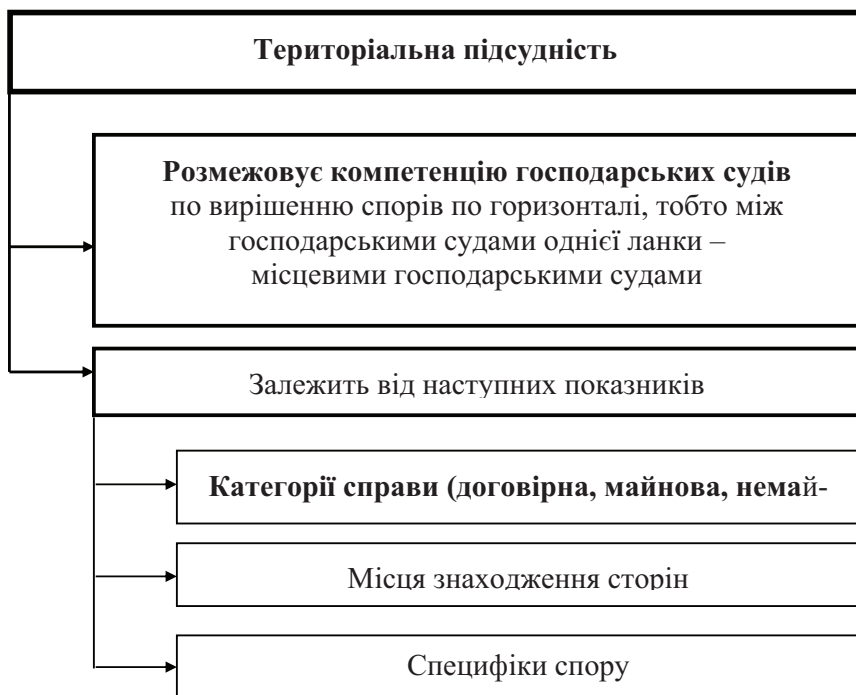 Територіальна підсудність
Розмежовує компетенцію господарських судів
по вирішенню спорів по горизонталі, тобто між
господарськими судами однієї ланки –
місцевими господарськими судами
Залежить від наступних показників
Категорії справи (договірна, майнова, немай-
Місця знаходження сторін
Специфіки спору